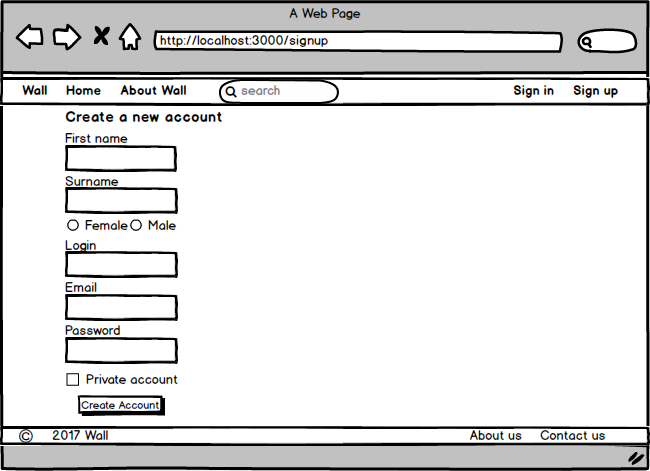 A Web Page
http://localhost:3000/signup
Wall Home About Wall search Sign in Sign up
Create a new account
First name
Surname
Female Male
Login
Email
Password
Private account
Create Account
© 2017 Wall About us Contact us